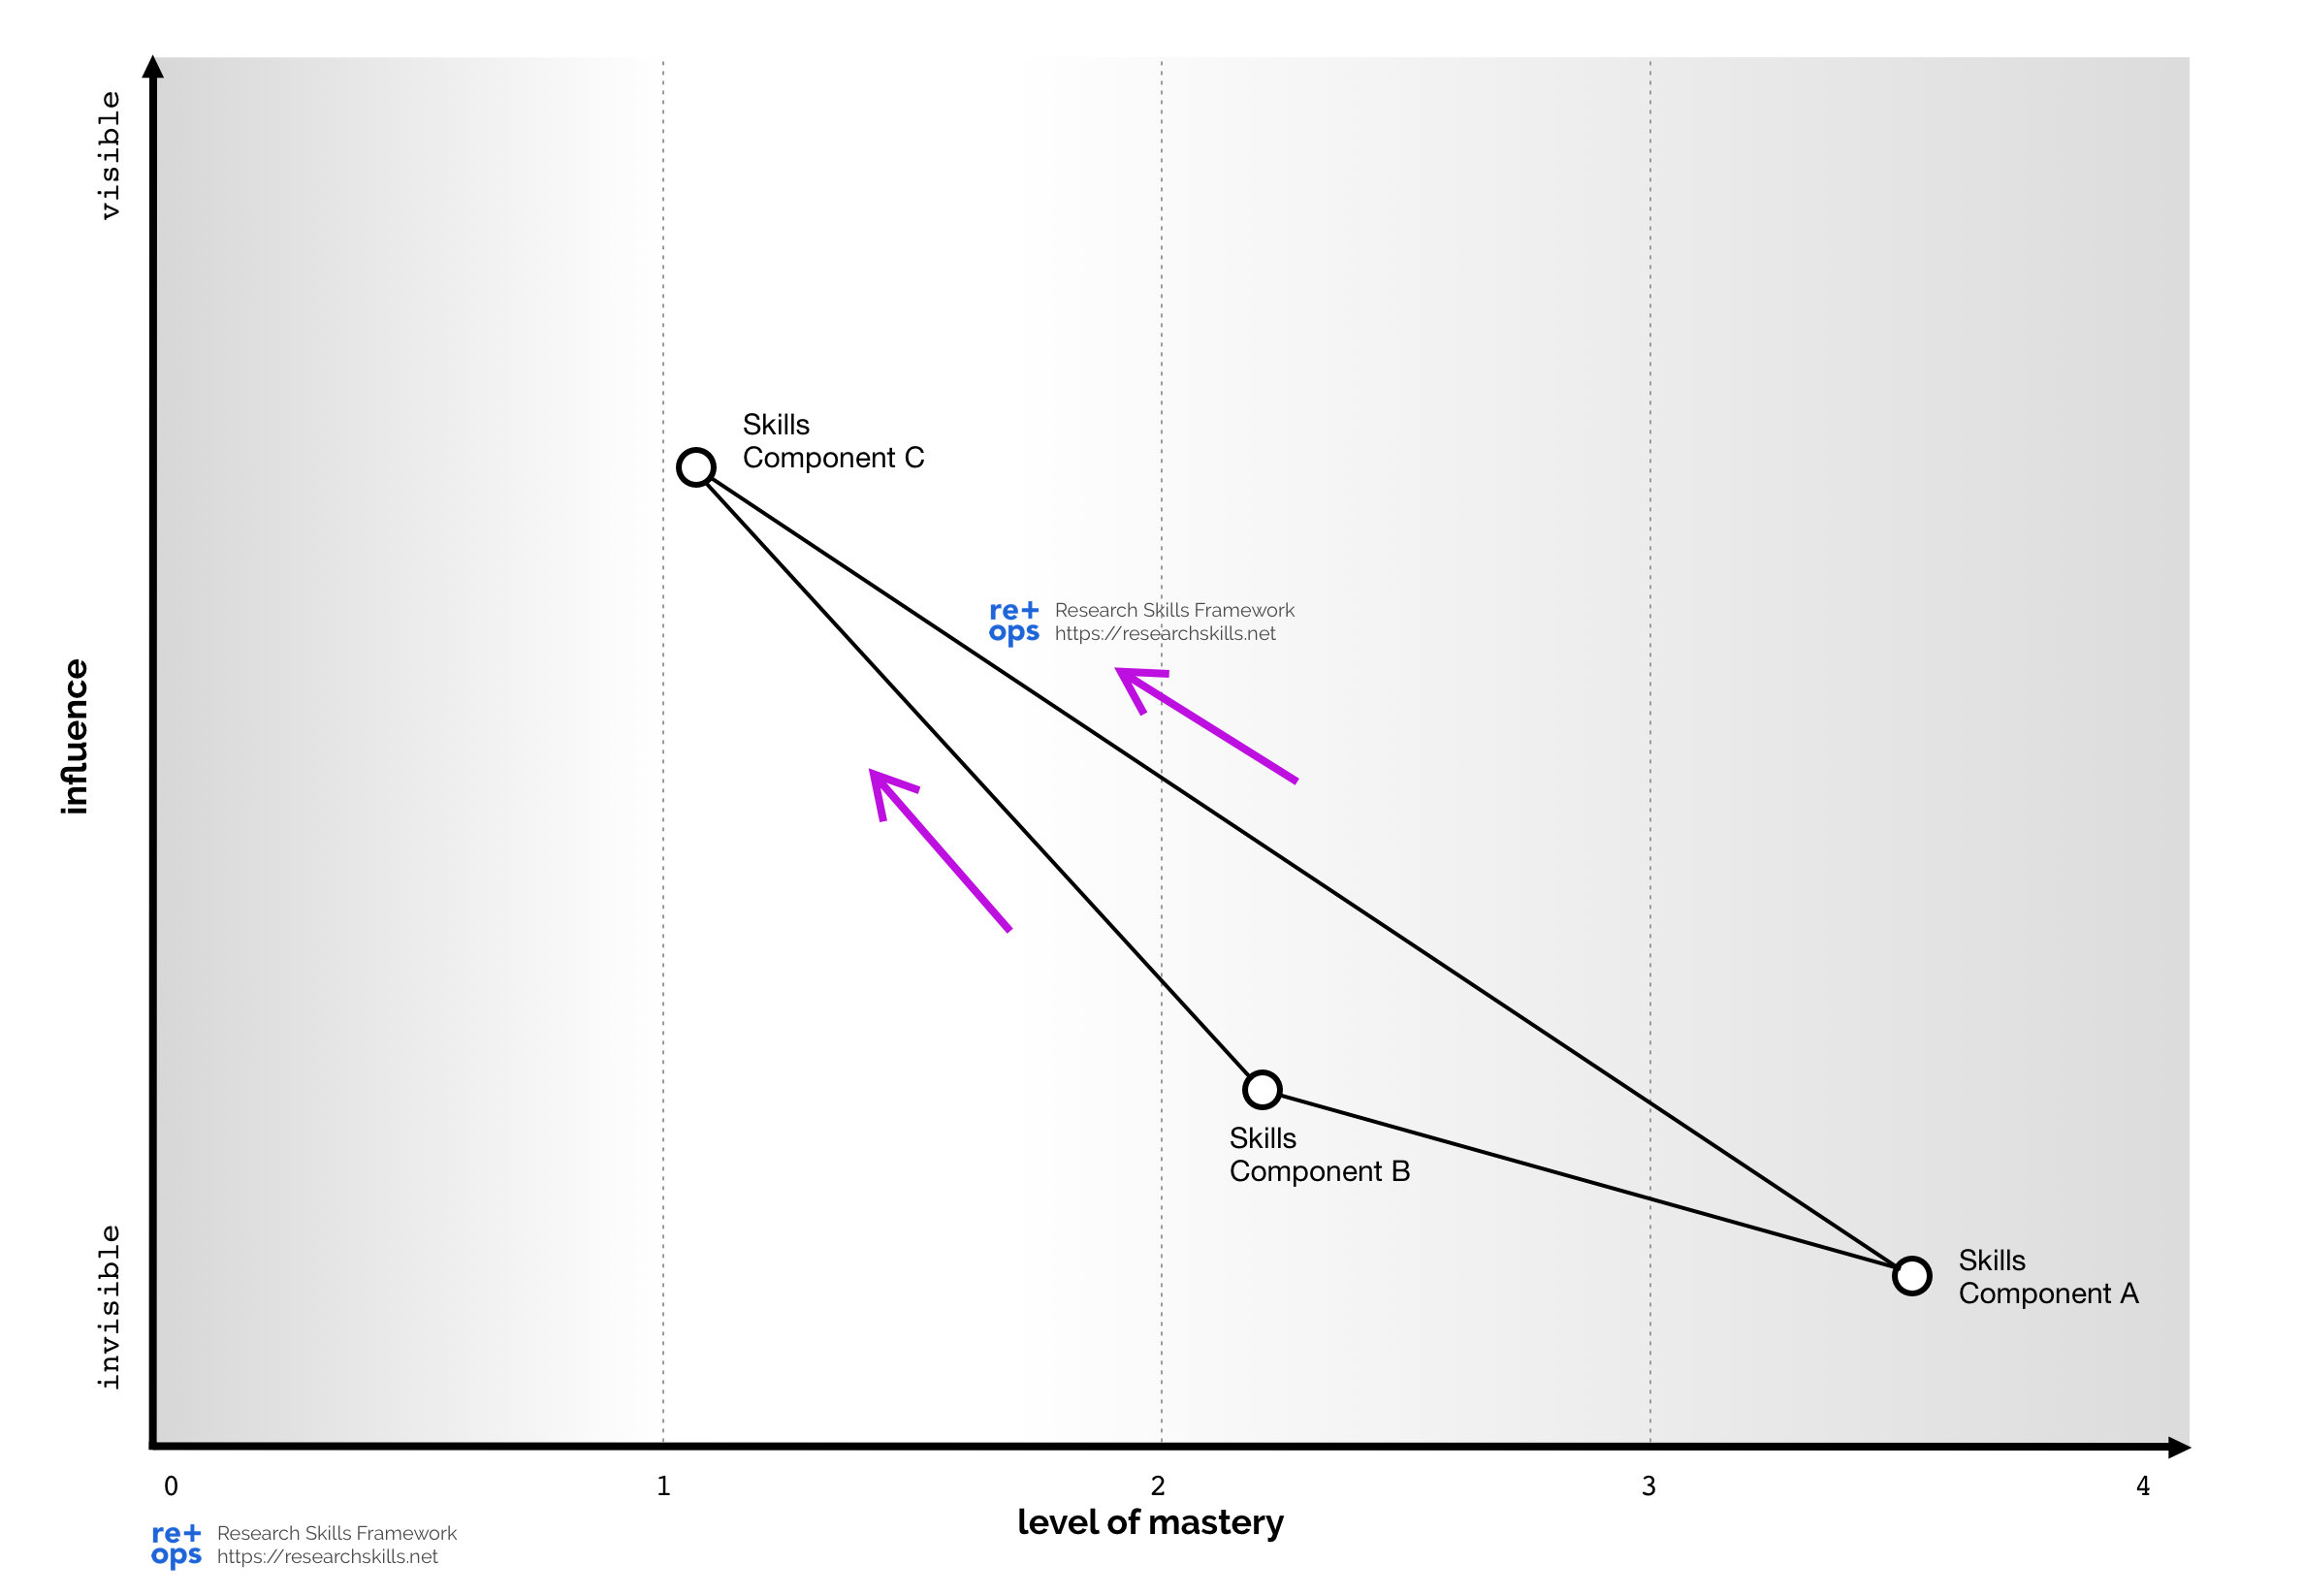 visible
Skills
Component C
re+
ops
Research Skills Framework
https://researchskills.net
influence
Skills
Component B
Skills
Component A
invisible
0 1 2 3 4
level of mastery
re+
ops
Research Skills Framework
https://researchskills.net